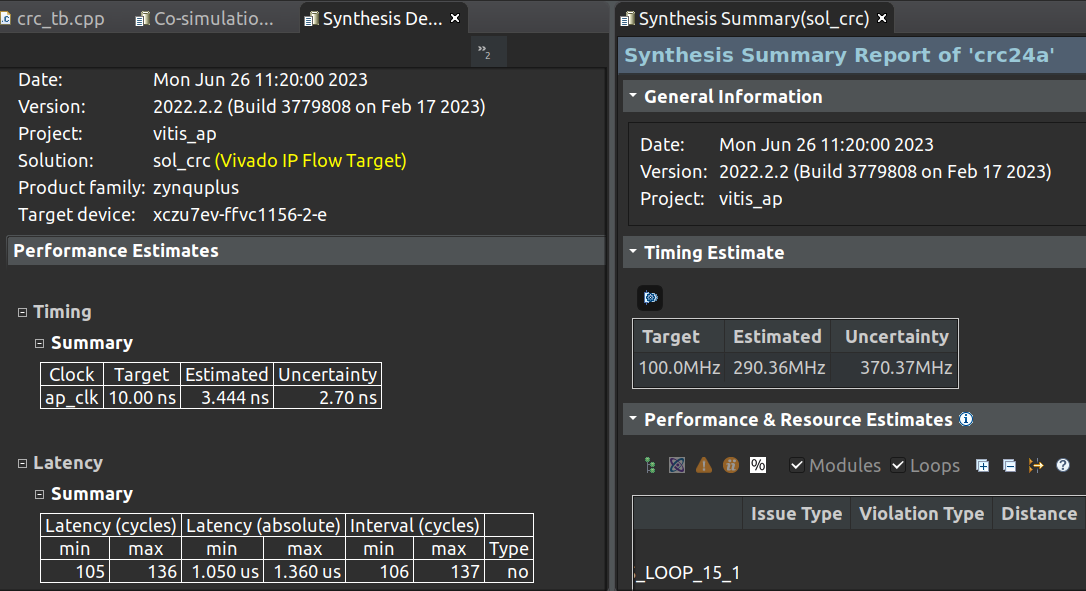 crc_tb.cpp
Co-simulatio...
Synthesis De...
»2
Date: Mon Jun 26 11:20:00 2023
Version: 2022.2.2 (Build 3779808 on Feb 17 2023)
Project: vitis_ap
Solution: sol_crc (Vivado IP Flow Target)
Product family: zynquplus
Target device: xczu7ev-ffvc1156-2-e
Performance Estimates
Timing
Summary
Clock Target Estimated Uncertainty
ap_clk 10.00 ns 3.444 ns 2.70 ns
Latency
Summary
Latency (cycles) Latency (absolute) Interval (cycles)
min max min max min max Type
105 136 1.050 us 1.360 us 106 137 no
Synthesis Summary(sol_crc)
Synthesis Summary Report of 'crc24a'
General Information
Date: Mon Jun 26 11:20:00 2023
Version: 2022.2.2 (Build 3779808 on Feb 17 2023)
Project: vitis_ap
Timing Estimate
Target Estimated Uncertainty
100.0MHz 290.36MHz 370.37MHz
Performance & Resource Estimates
% Modules Loops
Issue Type Violation Type Distance
_LOOP_15_1